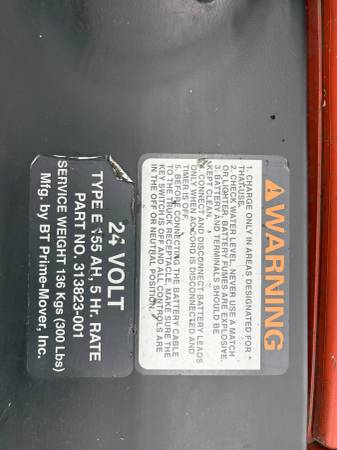 ⚠WARNING
1. CHARGE ONLY IN AREAS DESIGNATED FOR
THAT USE.
2. CHECK WATER LEVEL. NEVER USE A MATCH
OR LIGHTER. BATTERY FUMES ARE EXPLOSIVE.
3. BATTERY AND TERMINALS SHOULD BE
KEPT CLEAN.
4. CONNECT AND DISCONNECT BATTERY LEADS
ONLY WHEN AC CORD IS DISCONNECTED AND
TIMER IS OFF.
5. BEFORE CONNECTING THE BATTERY CABLE
TO THE TRUCK RECEPTACLE, MAKE SURE THE
KEY SWITCH IS OFF AND ALL CONTROLS ARE
IN THE OFF OR NEUTRAL POSITION.
24 VOLT
TYPE E 155 AH, 5 Hr. RATE
PART NO. 313823-001
SERVICE WEIGHT 136 Kgs (300 Lbs)
Mfg. by BT Prime-Mover, Inc.